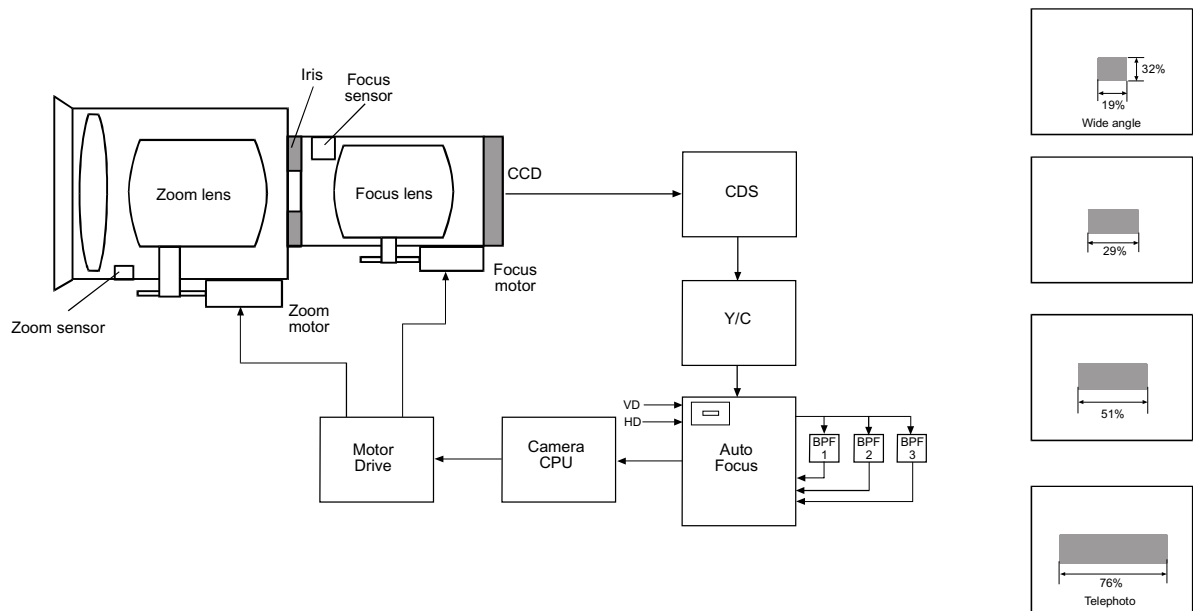 Iris
Focus
sensor
Zoom lens
Focus lens
CCD
Zoom sensor
Zoom
motor
Focus
motor
CDS
Y/C
VD
HD
Auto
Focus
BPF
1
BPF
2
BPF
3
Camera
CPU
Motor
Drive
32%
19%
Wide angle
29%
51%
76%
Telephoto